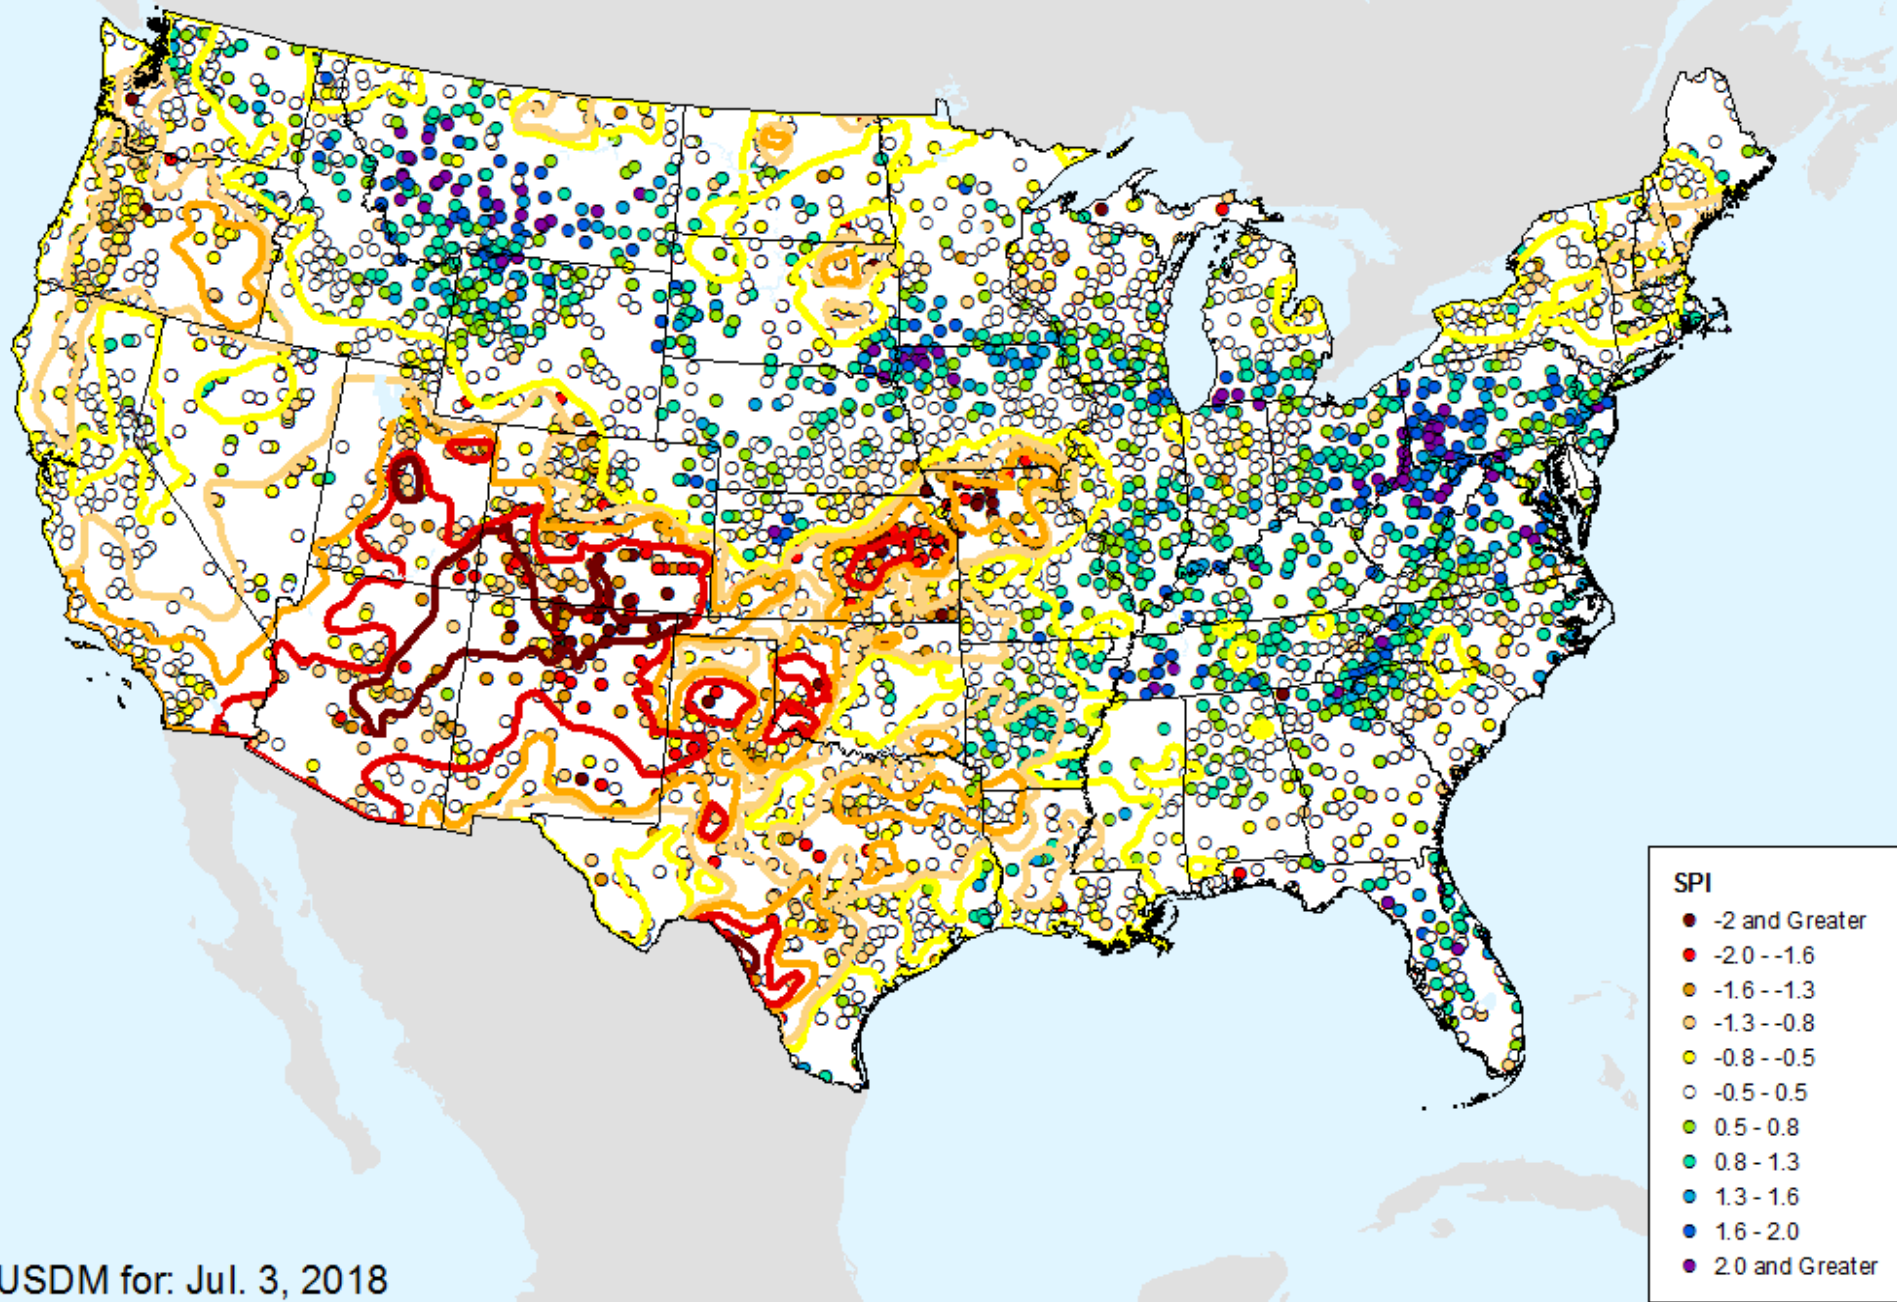 SPI
-2 and Greater
-2.0 - -1.6
-1.6 - -1.3
-1.3 - -0.8
-0.8 - -0.5
-0.5 - 0.5
0.5 - 0.8
0.8 - 1.3
1.3 - 1.6
1.6 - 2.0
2.0 and Greater
USDM for: Jul. 3, 2018